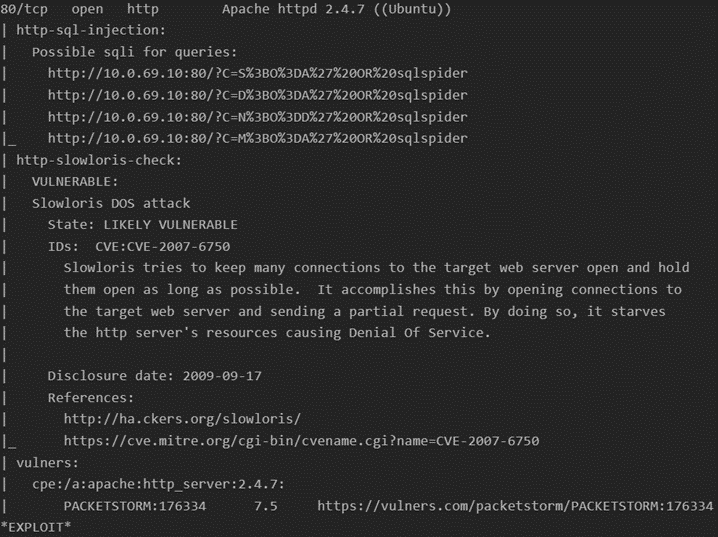 80/tcp   open   http        Apache httpd 2.4.7 ((Ubuntu))
| http-sql-injection:
|   Possible sqli for queries:
|     http://10.0.69.10:80/?C=S%3BO%3DA%27%20OR%20sqlspider
|     http://10.0.69.10:80/?C=D%3BO%3DA%27%20OR%20sqlspider
|     http://10.0.69.10:80/?C=N%3BO%3DD%27%20OR%20sqlspider
|_    http://10.0.69.10:80/?C=M%3BO%3DA%27%20OR%20sqlspider
| http-slowloris-check:
|   VULNERABLE:
|   Slowloris DOS attack
|     State: LIKELY VULNERABLE
|     IDs:  CVE:CVE-2007-6750
|       Slowloris tries to keep many connections to the target web server open and hold
|       them open as long as possible.  It accomplishes this by opening connections to
|       the target web server and sending a partial request. By doing so, it starves
|       the http server's resources causing Denial Of Service.
|
|     Disclosure date: 2009-09-17
|     References:
|       http://ha.ckers.org/slowloris/
|_      https://cve.mitre.org/cgi-bin/cvename.cgi?name=CVE-2007-6750
| vulners:
|   cpe:/a:apache:http_server:2.4.7:
|       PACKETSTORM:176334      7.5     https://vulners.com/packetstorm/PACKETSTORM:176334
*EXPLOIT*